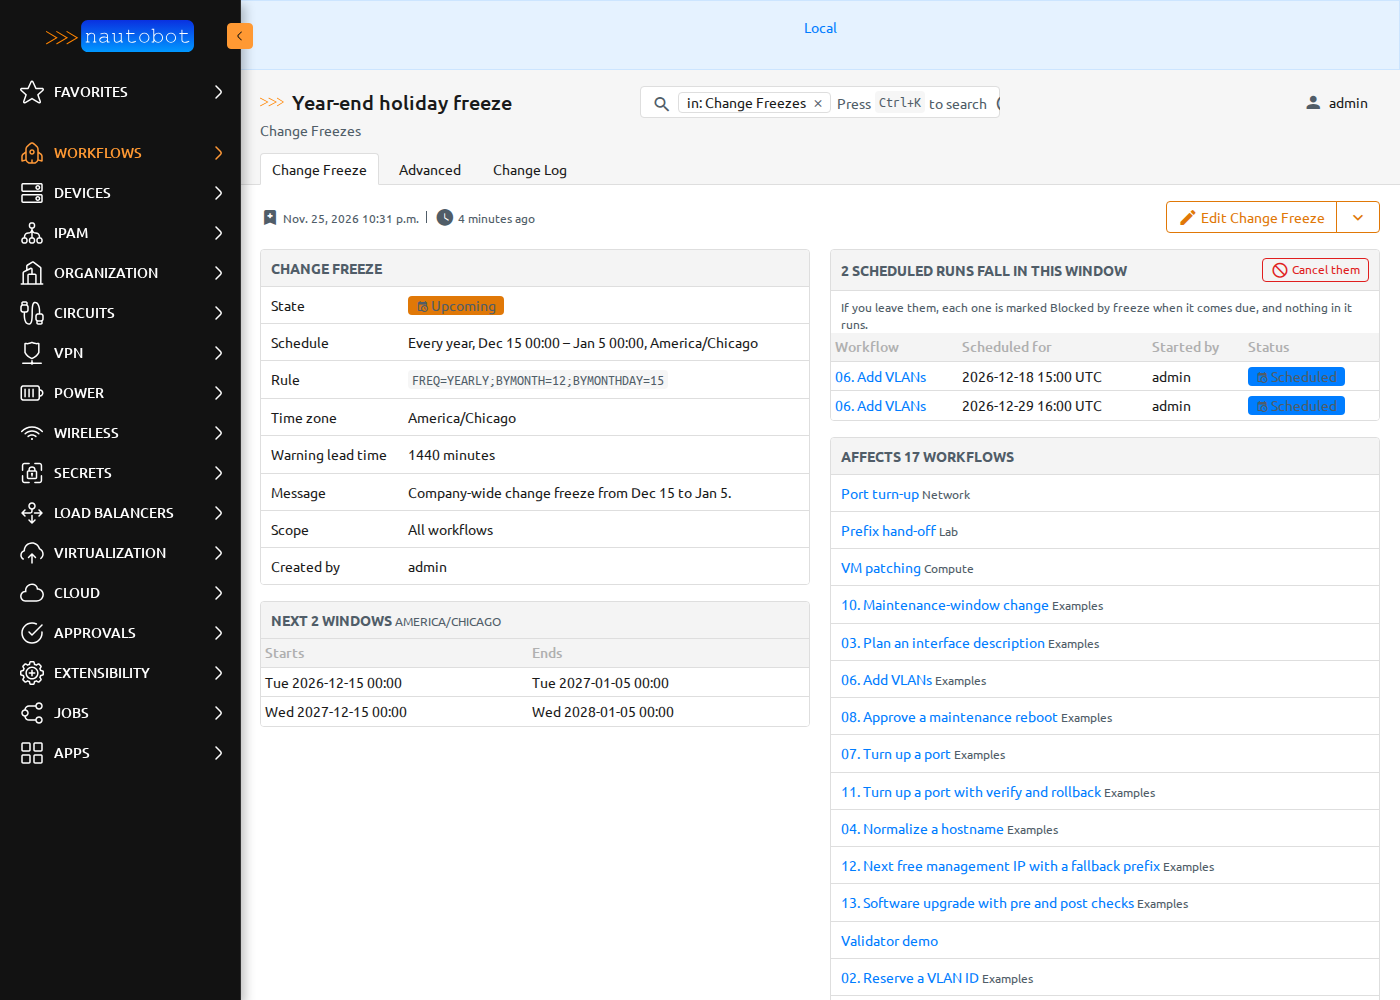 nautobot
FAVORITES
WORKFLOWS
DEVICES
IPAM
ORGANIZATION
CIRCUITS
VPN
POWER
WIRELESS
SECRETS
LOAD BALANCERS
VIRTUALIZATION
CLOUD
APPROVALS
EXTENSIBILITY
JOBS
APPS
Local
Year-end holiday freeze
in: Change Freezes × Press Ctrl+K to search
admin
Change Freezes
Change Freeze Advanced Change Log
Nov. 25, 2026 10:31 p.m. | 4 minutes ago
Edit Change Freeze
CHANGE FREEZE
State Upcoming
Schedule Every year, Dec 15 00:00 – Jan 5 00:00, America/Chicago
Rule FREQ=YEARLY;BYMONTH=12;BYMONTHDAY=15
Time zone America/Chicago
Warning lead time 1440 minutes
Message Company-wide change freeze from Dec 15 to Jan 5.
Scope All workflows
Created by admin
NEXT 2 WINDOWS AMERICA/CHICAGO
Starts Ends
Tue 2026-12-15 00:00 Tue 2027-01-05 00:00
Wed 2027-12-15 00:00 Wed 2028-01-05 00:00
2 SCHEDULED RUNS FALL IN THIS WINDOW
Cancel them
If you leave them, each one is marked Blocked by freeze when it comes due, and nothing in it
runs.
Workflow Scheduled for Started by Status
06. Add VLANs 2026-12-18 15:00 UTC admin Scheduled
06. Add VLANs 2026-12-29 16:00 UTC admin Scheduled
AFFECTS 17 WORKFLOWS
Port turn-up Network
Prefix hand-off Lab
VM patching Compute
10. Maintenance-window change Examples
03. Plan an interface description Examples
06. Add VLANs Examples
08. Approve a maintenance reboot Examples
07. Turn up a port Examples
11. Turn up a port with verify and rollback Examples
04. Normalize a hostname Examples
12. Next free management IP with a fallback prefix Examples
13. Software upgrade with pre and post checks Examples
Validator demo
02. Reserve a VLAN ID Examples